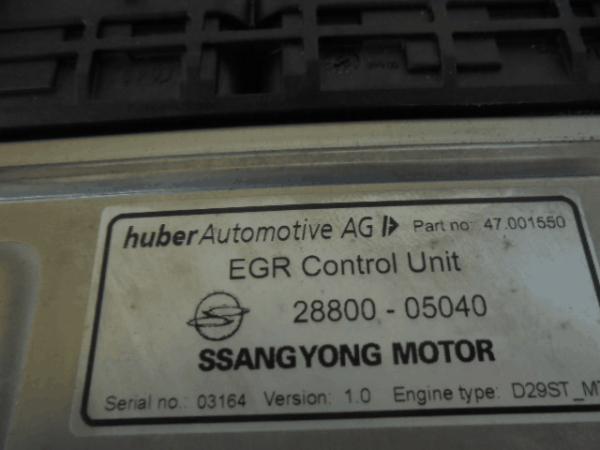 huber Automotive AG Part no: 47.001550
EGR Control Unit
28800 - 05040
SSANGYONG MOTOR
Serial no.: 03164 Version: 1.0 Engine type: D29ST_M